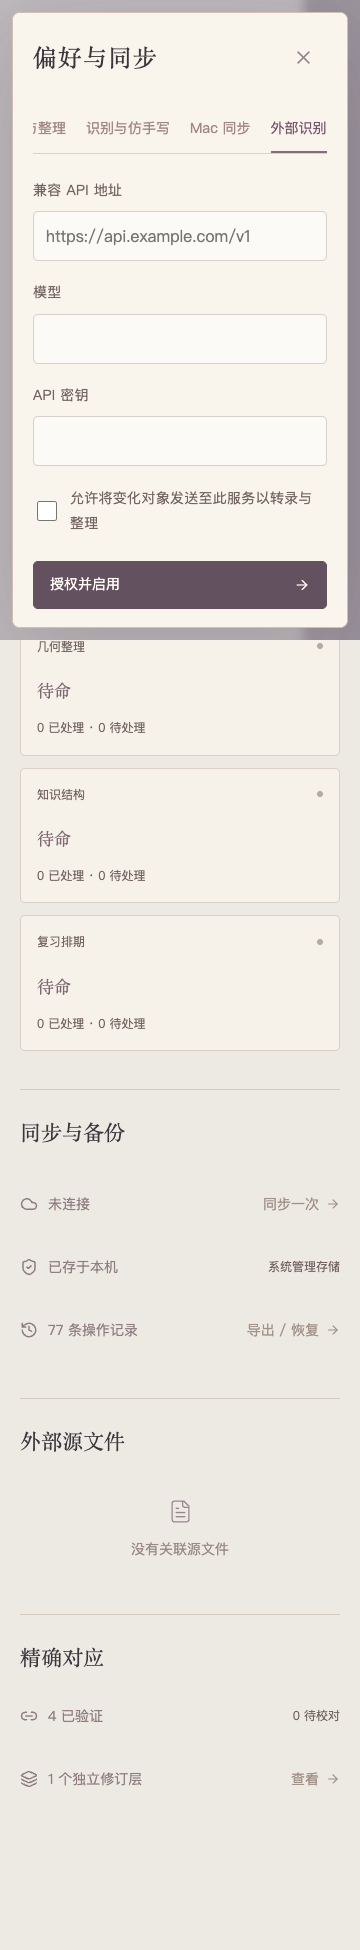 偏好与同步
整理
识别与仿手写
Mac 同步
外部识别
兼容 API 地址
https://api.example.com/v1
模型
API 密钥
允许将变化对象发送至此服务以转录与
整理
授权并启用
几何整理
待命
0 已处理 · 0 待处理
知识结构
待命
0 已处理 · 0 待处理
复习排期
待命
0 已处理 · 0 待处理
同步与备份
未连接
同步一次
已存于本机
系统管理存储
77 条操作记录
导出 / 恢复
外部源文件
没有关联源文件
精确对应
4 已验证
0 待校对
1 个独立修订层
查看